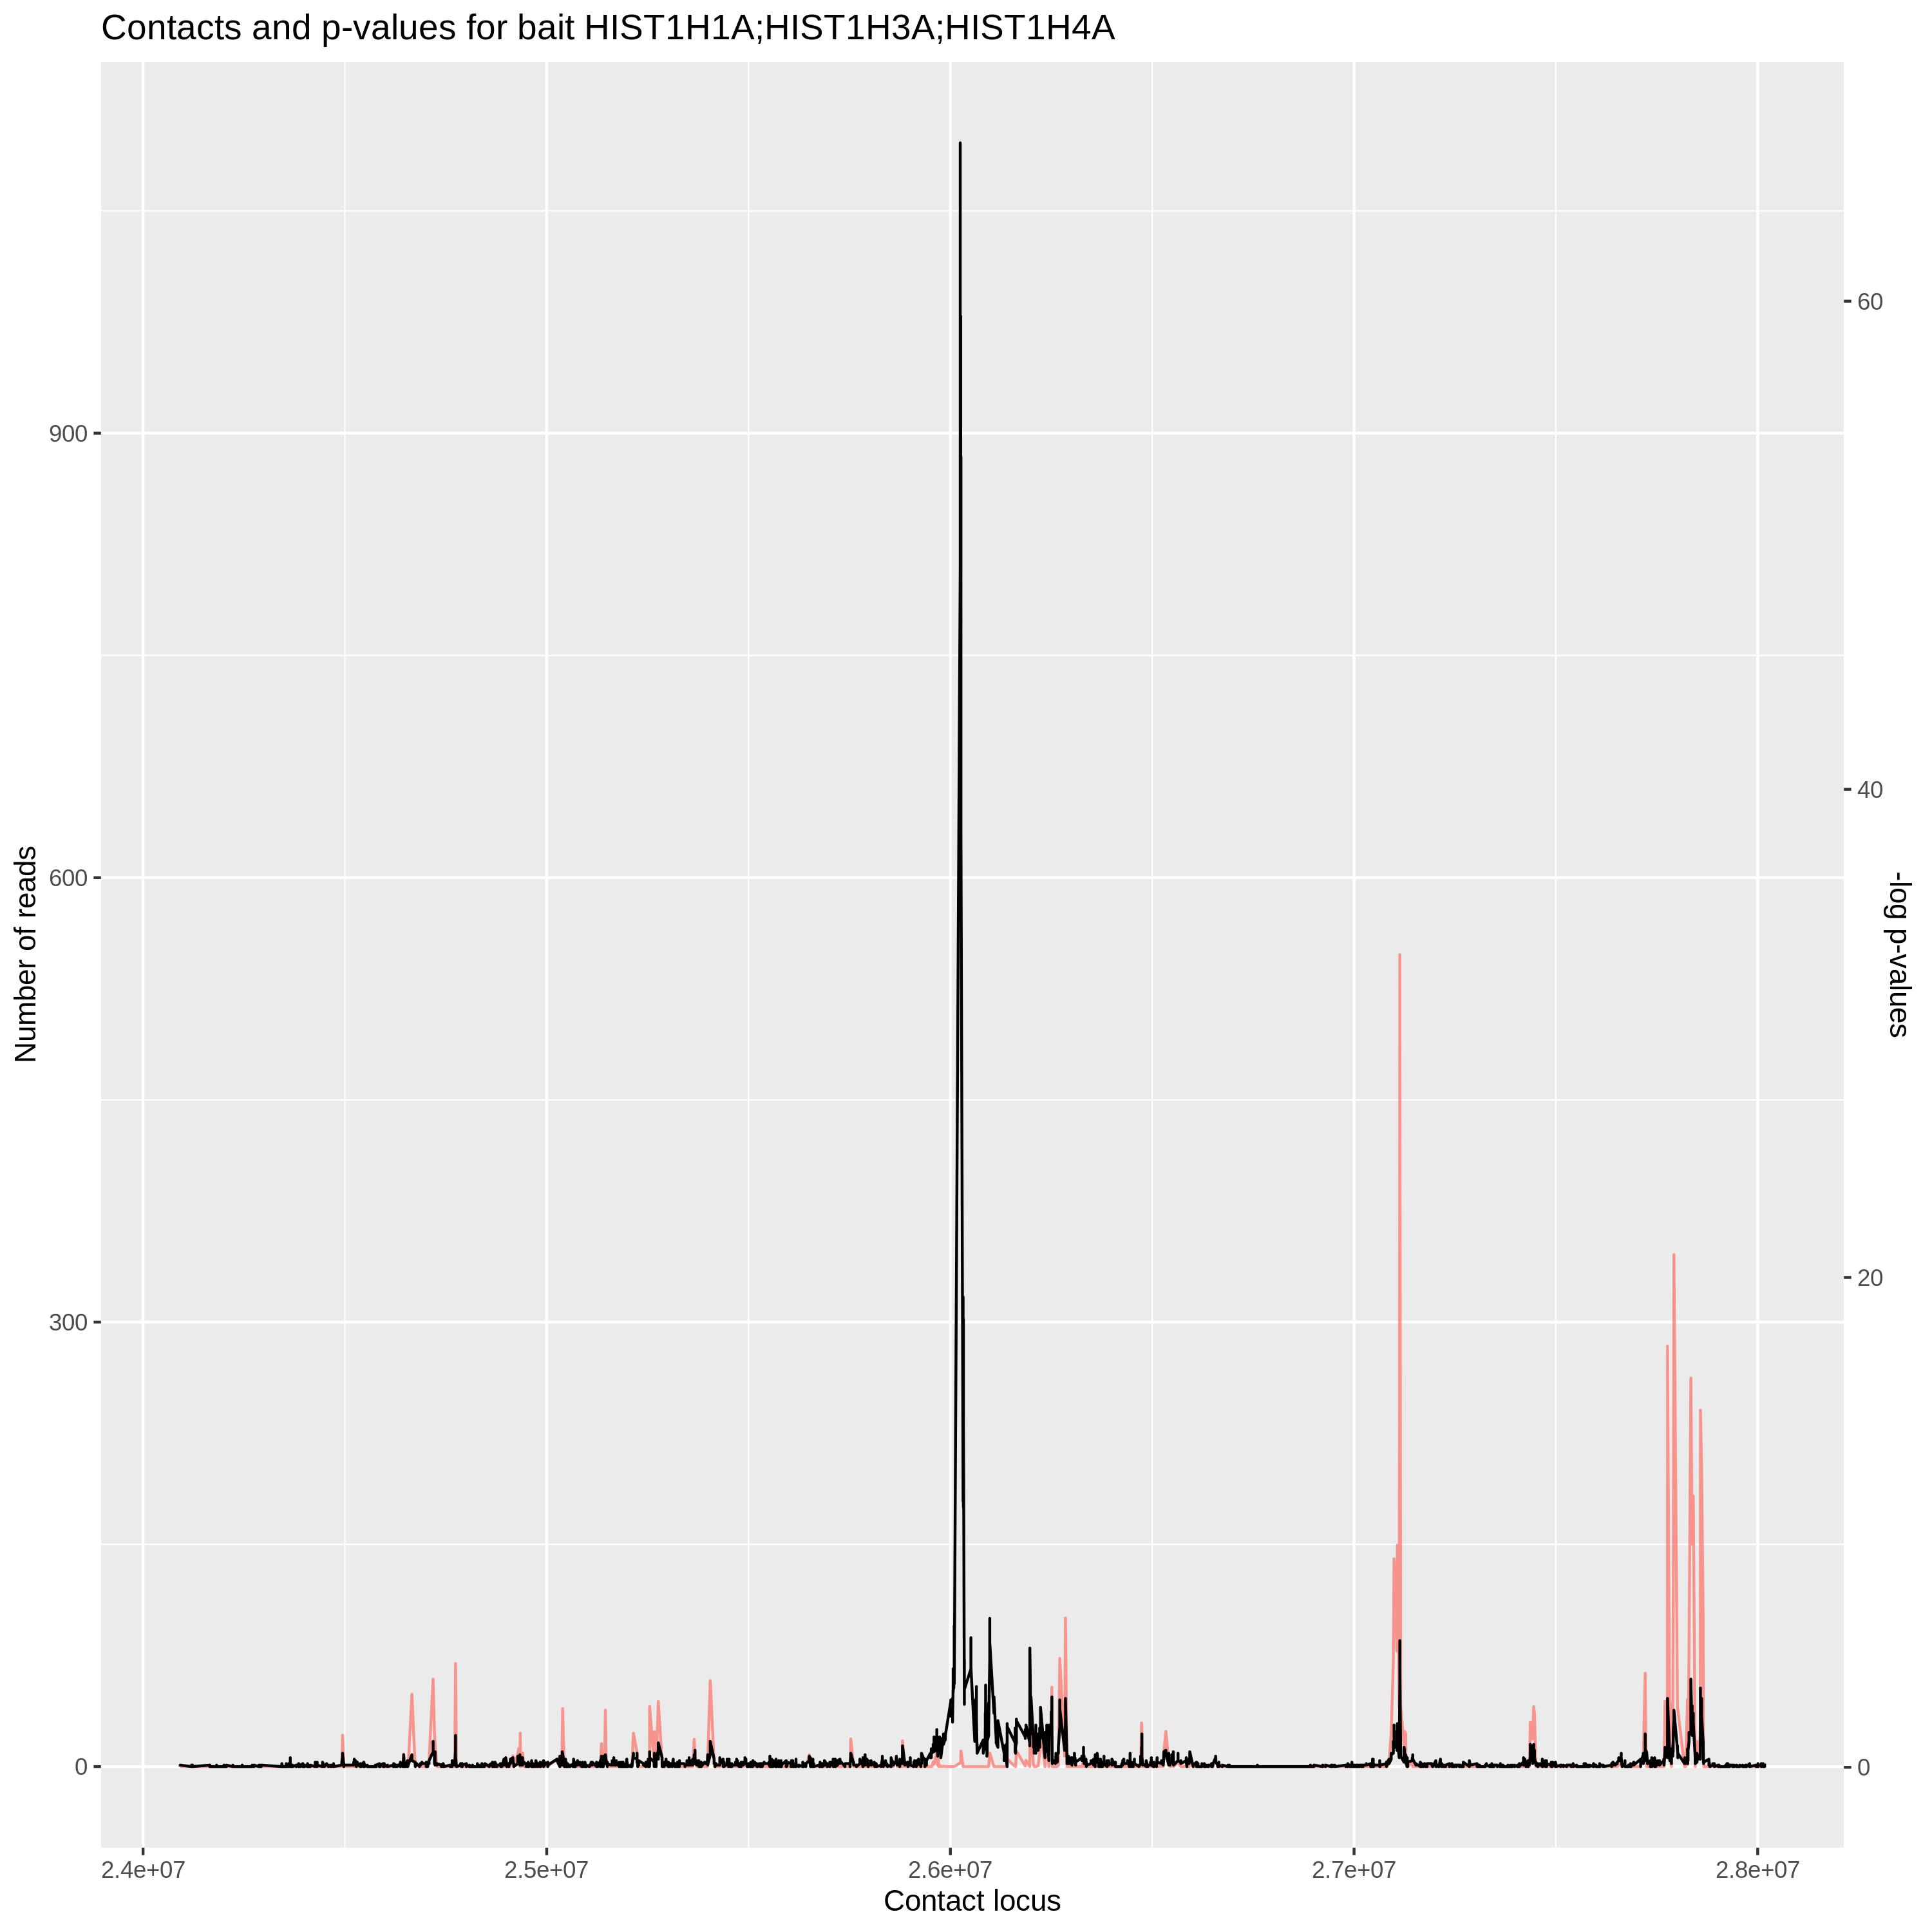 Contacts and p-values for bait HIST1H1A;HIST1H3A;HIST1H4A
900
600
300
0
Number of reads
60
40
20
0
-log p-values
2.4e+07
2.5e+07
2.6e+07
2.7e+07
2.8e+07
Contact locus